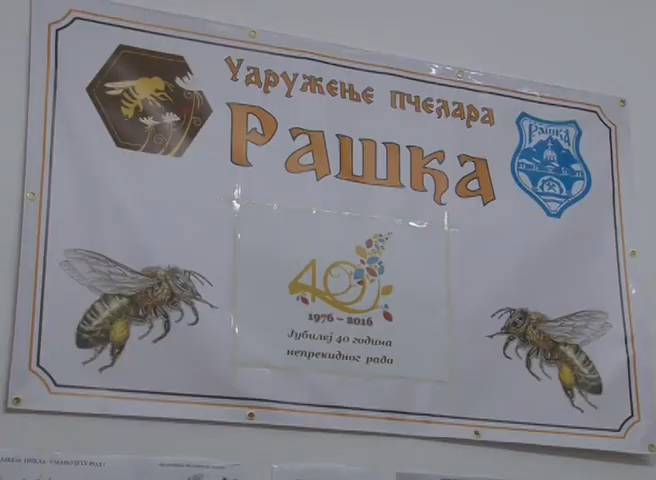 Удружење пчелара
Рашка
Рашка
40
1976 – 2016
Јубилеј 40 година
непрекидног рада